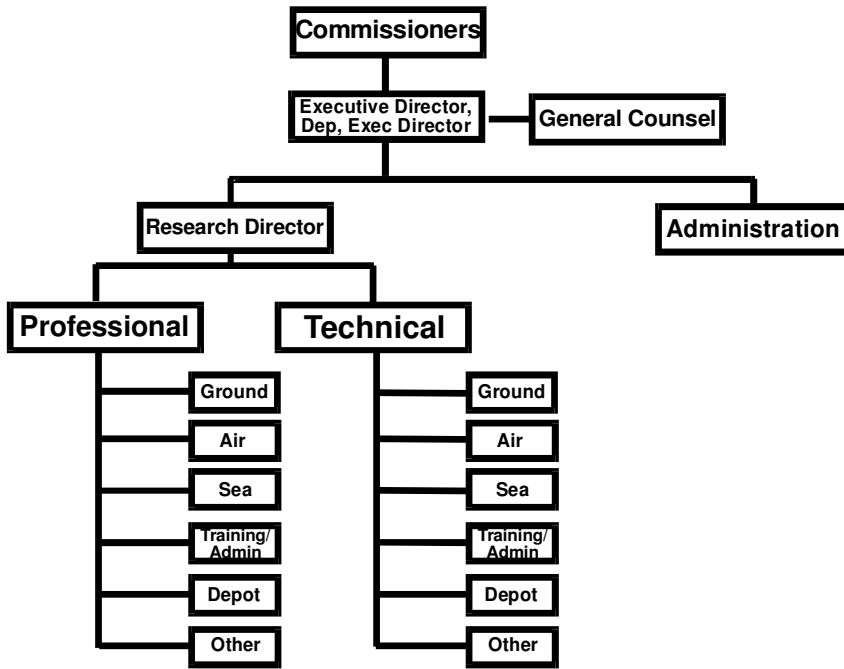 Commissioners
Executive Director,
Dep, Exec Director
General Counsel
Research Director
Administration
Professional
Technical
Ground
Air
Sea
Training/
Admin
Depot
Other
Ground
Air
Sea
Training/
Admin
Depot
Other